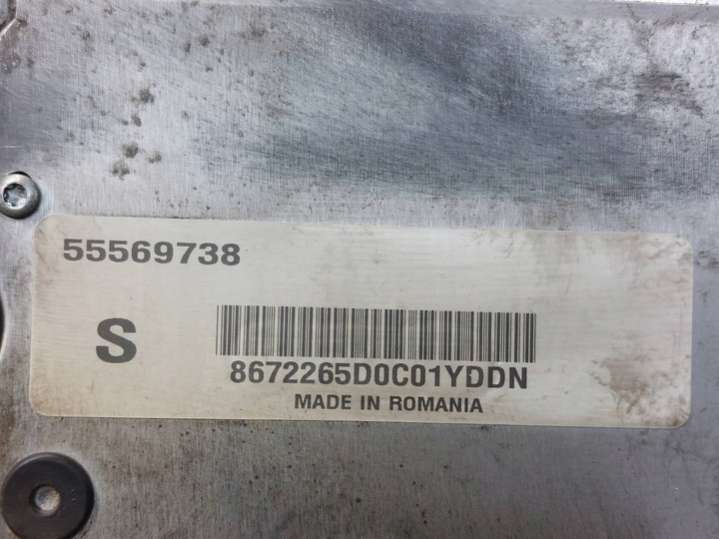 55569738
S
8672265D0C01YDDN
MADE IN ROMANIA